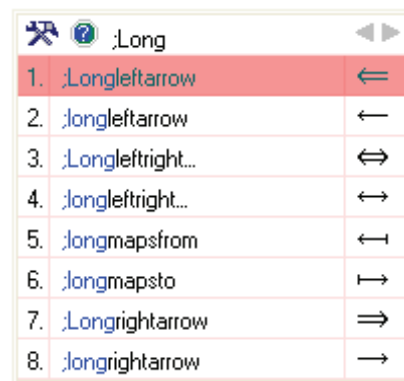 ;Long
1. ;Longleftarrow ⇐
2. ;longleftarrow ←
3. ;Longleftright... ⇔
4. ;longleftright... ↔
5. ;longmapsfrom ↤
6. ;longmapsto ↦
7. ;Longrightarrow ⇒
8. ;longrightarrow →